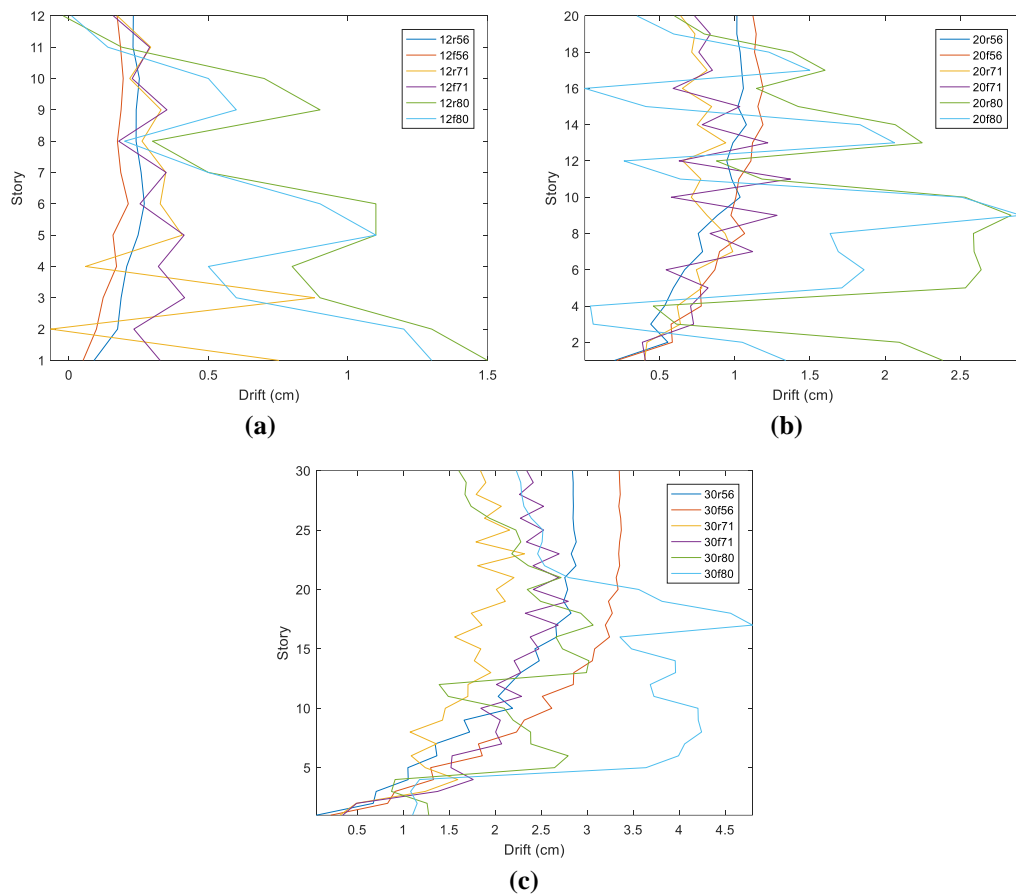 12
11
10
9
8
7
6
5
4
3
2
1
Story
0
0.5
1
1.5
Drift (cm)
12r56
12f56
12r71
12f71
12r80
12f80
(a)
20
18
16
14
12
10
8
6
4
2
Story
0.5
1
1.5
2
2.5
Drift (cm)
20r56
20f56
20r71
20f71
20r80
20f80
(b)
30
25
20
15
10
5
Story
0.5
1
1.5
2
2.5
3
3.5
4
4.5
Drift (cm)
30r56
30f56
30r71
30f71
30r80
30f80
(c)